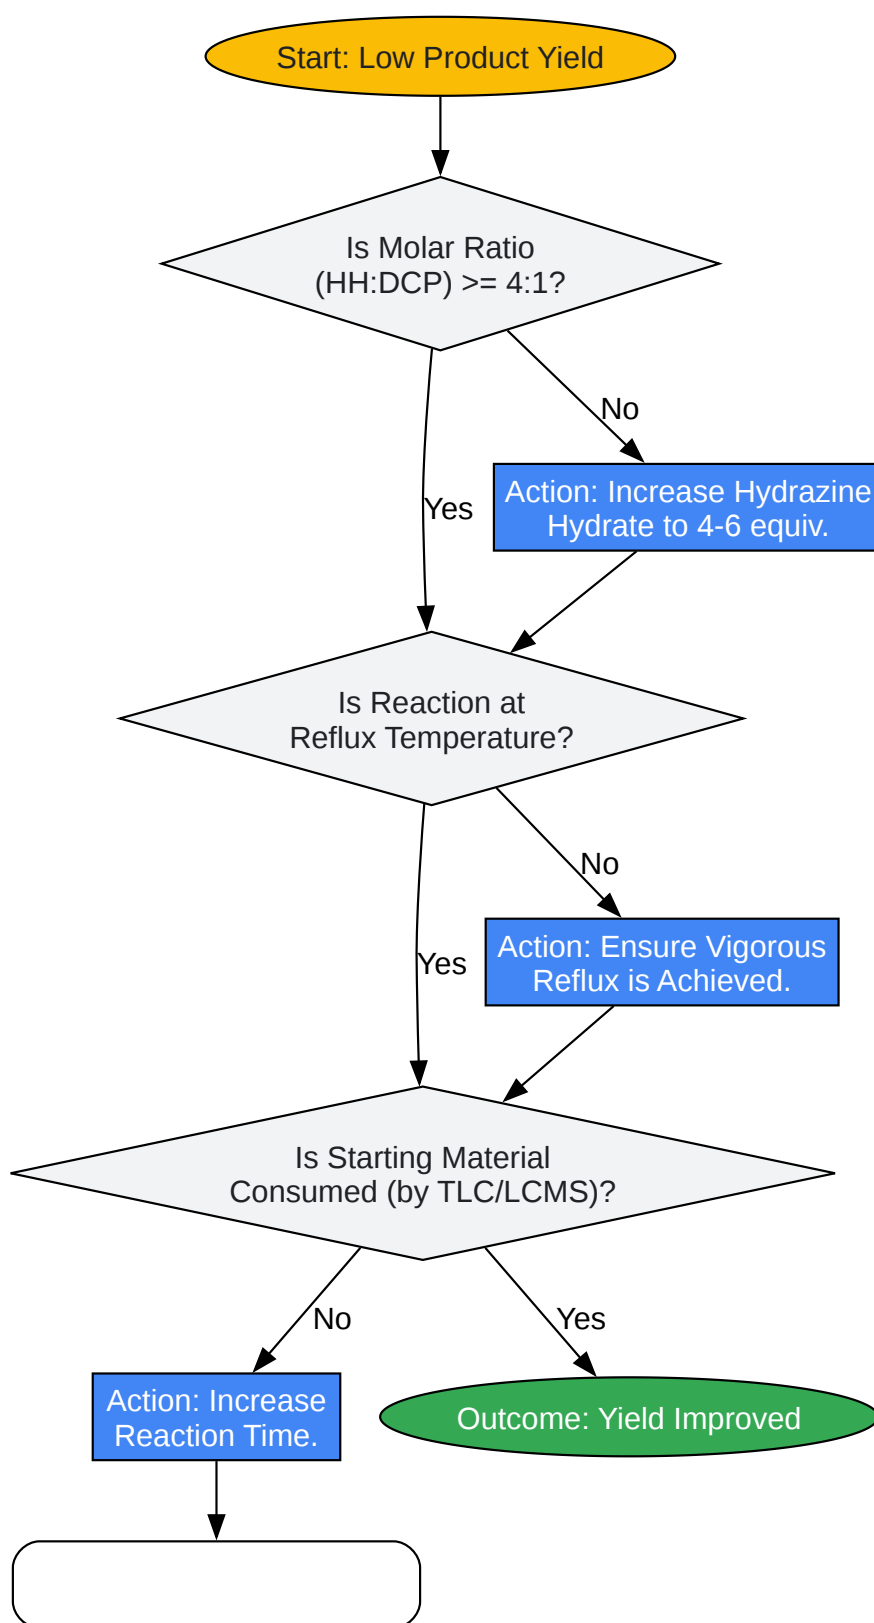 Start: Low Product Yield
Is Molar Ratio
(HH:DCP) >= 4:1?
No
Yes
Action: Increase Hydrazine
Hydrate to 4-6 equiv.
Is Reaction at
Reflux Temperature?
No
Yes
Action: Ensure Vigorous
Reflux is Achieved.
Is Starting Material
Consumed (by TLC/LCMS)?
No
Yes
Action: Increase
Reaction Time.
Outcome: Yield Improved